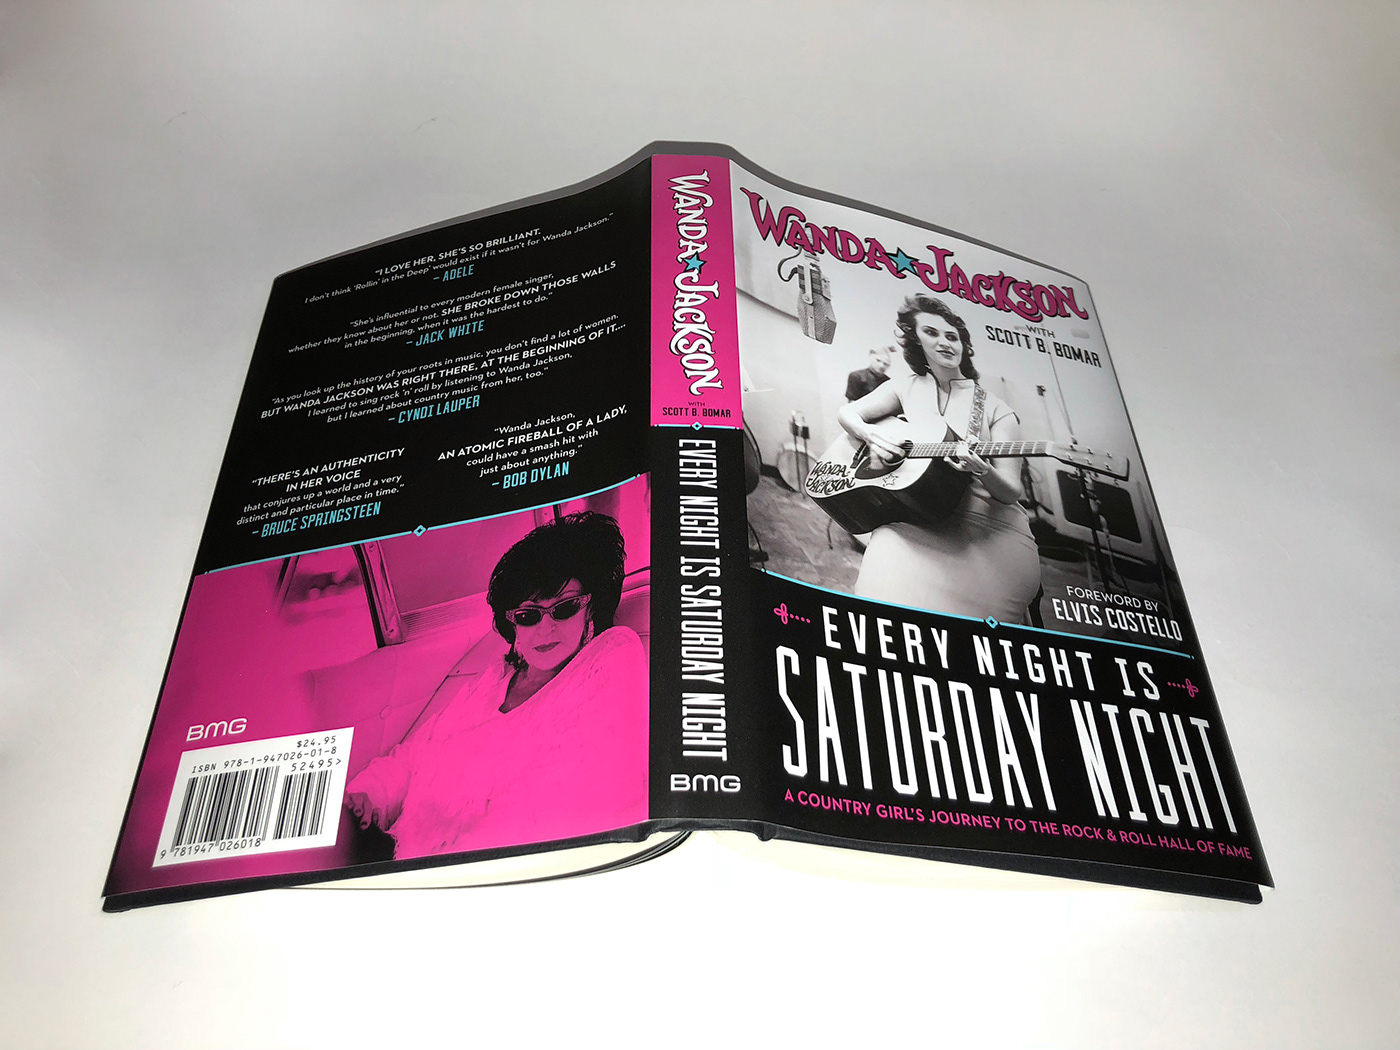 "I LOVE HER, SHE'S SO BRILLIANT.
I don't think 'Rollin' in the Deep' would exist if it wasn't for Wanda Jackson."
– ADELE
"She's influential to every modern female singer,
whether they know about her or not. SHE BROKE DOWN THOSE WALLS
in the beginning, when it was the hardest to do."
– JACK WHITE
"As you look up the history of your roots in music, you don't find a lot of women.
BUT WANDA JACKSON WAS RIGHT THERE, AT THE BEGINNING OF IT....
I learned to sing rock 'n' roll by listening to Wanda Jackson,
but I learned about country music from her, too."
– CYNDI LAUPER
"THERE'S AN AUTHENTICITY
IN HER VOICE
that conjures up a world and a very
distinct and particular place in time."
– BRUCE SPRINGSTEEN
"Wanda Jackson,
AN ATOMIC FIREBALL OF A LADY,
could have a smash hit with
just about anything."
– BOB DYLAN
BMG
$24.95
ISBN 978-1-947026-01-8
52495>
9 781947 026018
WANDA JACKSON
WITH
SCOTT B. BOMAR
EVERY NIGHT IS SATURDAY NIGHT
BMG
WANDA JACKSON
WITH
SCOTT B. BOMAR
WANDA
JACKSON
FOREWORD BY
ELVIS COSTELLO
EVERY NIGHT IS
SATURDAY NIGHT
A COUNTRY GIRL'S JOURNEY TO THE ROCK & ROLL HALL OF FAME